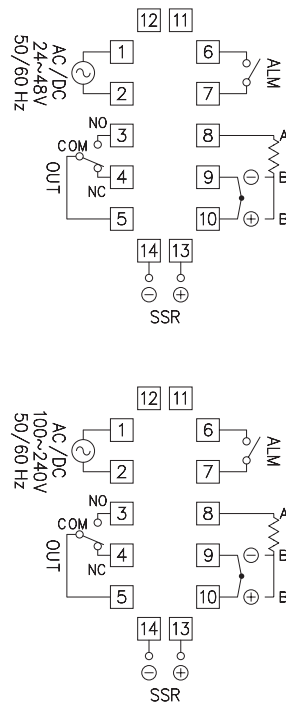 12 11
1 6
AC/DC
24~48V
50/60 Hz
ALM
2 7
NO 3 8 A
COM
4 9 ⊖ B
NC
OUT
5 10 ⊕ B
14 13
⊖ ⊕
SSR
12 11
1 6
AC/DC
100~240V
50/60 Hz
ALM
2 7
NO 3 8 A
COM
4 9 ⊖ B
NC
OUT
5 10 ⊕ B
14 13
⊖ ⊕
SSR